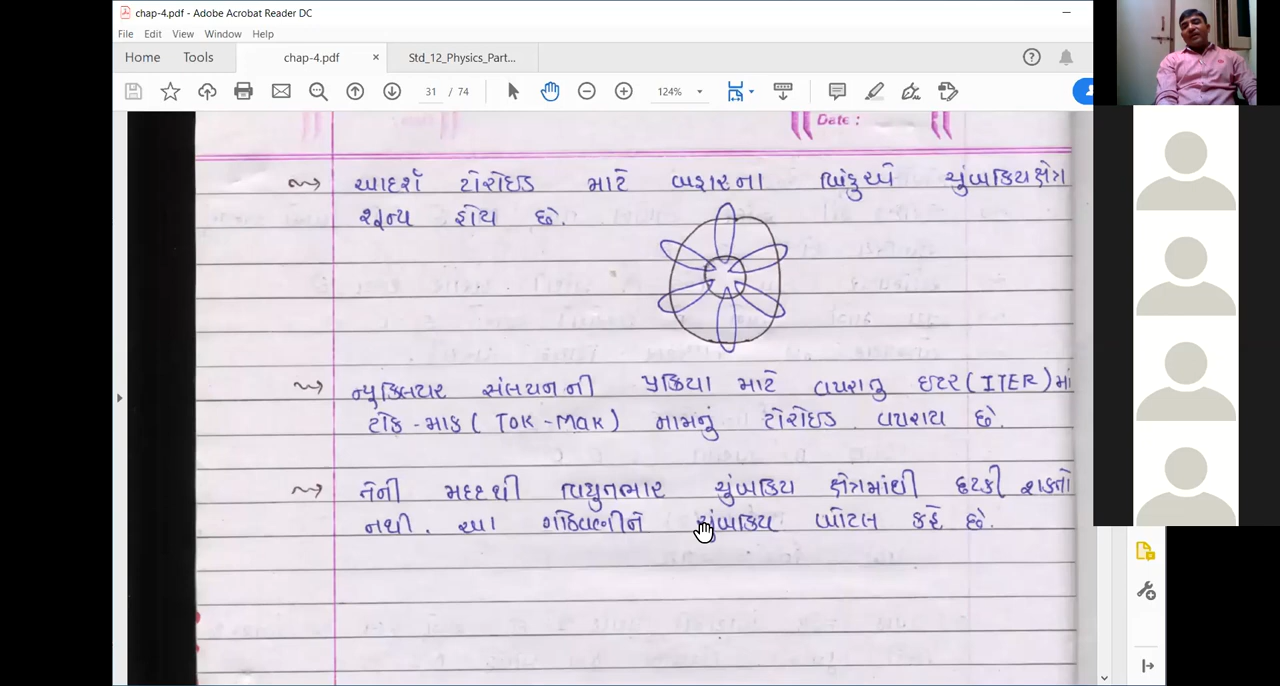 chap-4.pdf - Adobe Acrobat Reader DC
File Edit View Window Help
Home Tools chap-4.pdf × Std_12_Physics_Part...
31 / 74 124%
Date :
આદર્શ ટોરોઇડ માટે બહારના બિંદુએ ચુંબકિયક્ષેત્ર
શૂન્ય હોય છે.
ન્યુક્લિયર સંલયનની પ્રક્રિયા માટે વપરાતુ ઇટર (ITER)માં
ટોક-માક (TOK-MAK) નામનું ટોરોઇડ વપરાય છે.
તેની મદદથી વિદ્યુતભાર ચુંબકિય ક્ષેત્રમાંથી છટકી શકતો
નથી. આ ગોઠવણીને ચુંબકિય બોટલ કહે છે.